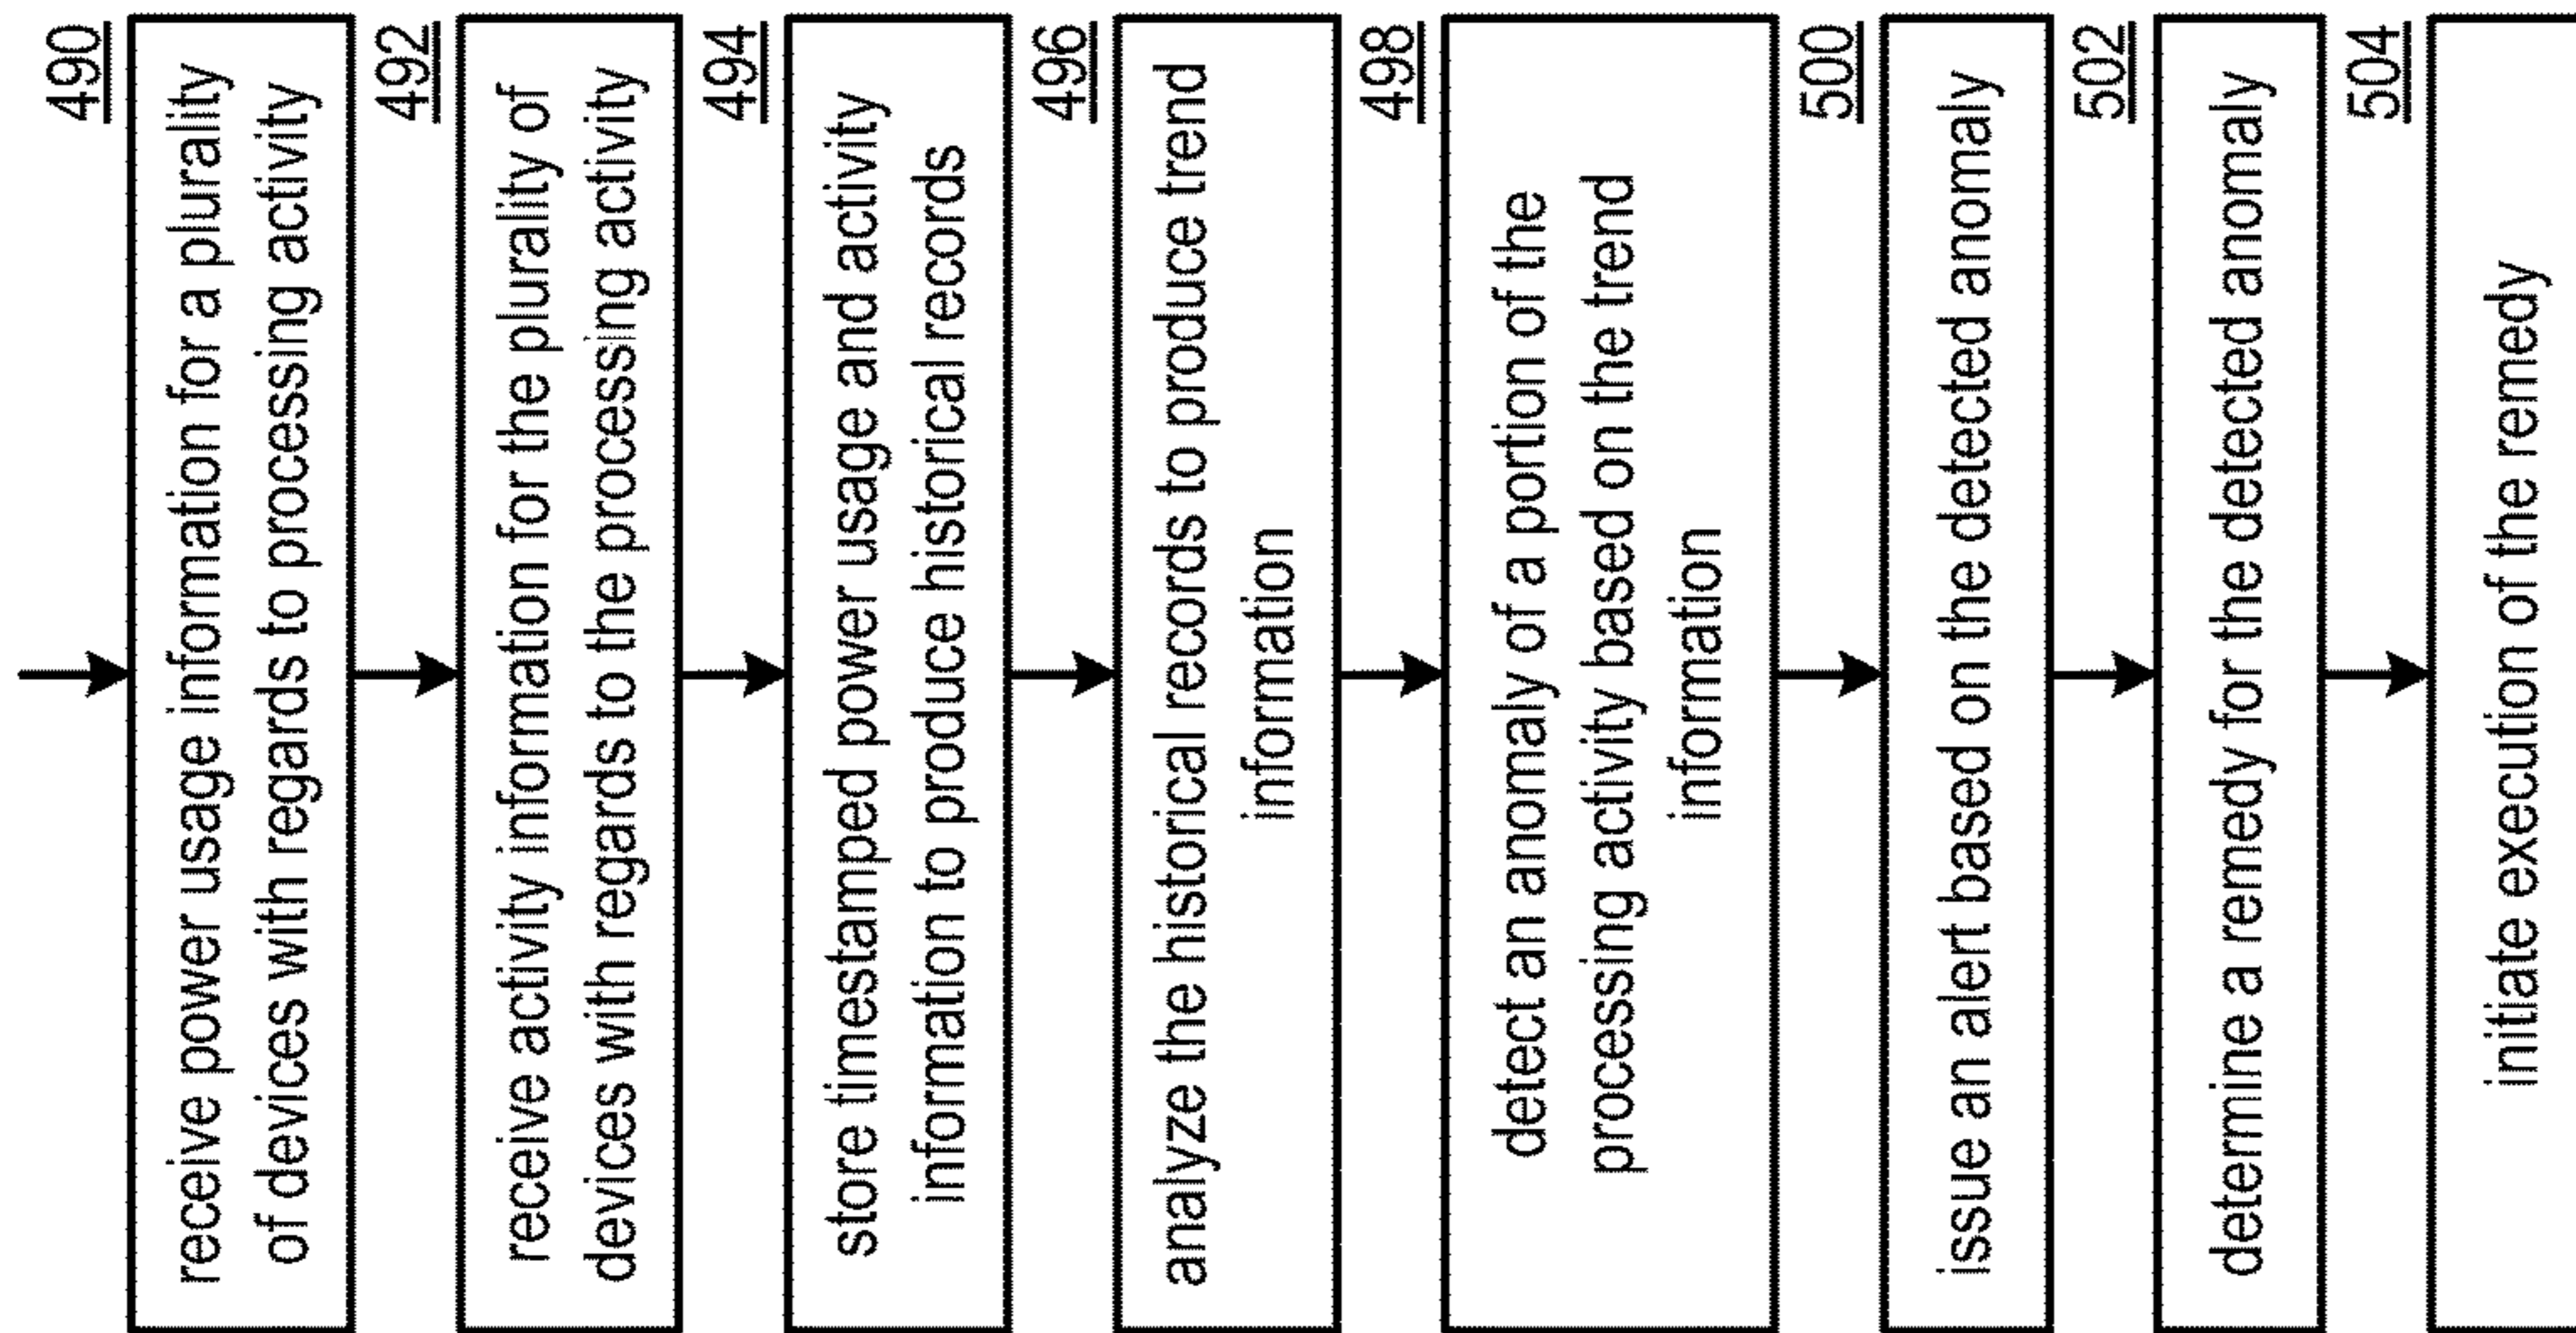 490
receive power usage information for a plurality
of devices with regards to processing activity
492
receive activity information for the plurality of
devices with regards to the processing activity
494
store timestamped power usage and activity
information to produce historical records
496
analyze the historical records to produce trend
information
498
detect an anomaly of a portion of the
processing activity based on the trend
information
500
issue an alert based on the detected anomaly
502
determine a remedy for the detected anomaly
504
initiate execution of the remedy